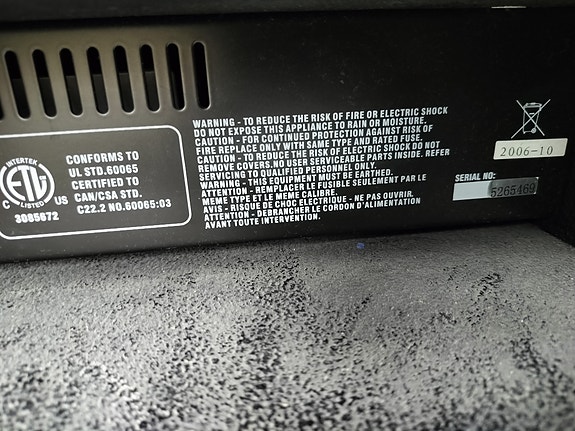 INTERTEK
ETL
C US
LISTED
3085672
CONFORMS TO
UL STD.60065
CERTIFIED TO
CAN/CSA STD.
C22.2 NO.60065:03
WARNING - TO REDUCE THE RISK OF FIRE OR ELECTRIC SHOCK
DO NOT EXPOSE THIS APPLIANCE TO RAIN OR MOISTURE.
CAUTION - FOR CONTINUED PROTECTION AGAINST RISK OF
FIRE REPLACE ONLY WITH SAME TYPE AND RATED FUSE.
CAUTION - TO REDUCE THE RISK OF ELECTRIC SHOCK DO NOT
REMOVE COVERS.NO USER SERVICEABLE PARTS INSIDE. REFER
SERVICING TO QUALIFIED PERSONNEL ONLY.
WARNING - THIS EQUIPMENT MUST BE EARTHED.
ATTENTION - REMPLACER LE FUSIBLE SEULEMENT PAR LE
MEME TYPE ET LE MEME CALIBRE.
AVIS - RISQUE DE CHOC ELECTRIQUE - NE PAS OUVRIR.
ATTENTION - DEBRANCHER LE CORDON D'ALIMENTATION
AVANT TOUTE INTERVENTION.
2006-10
SERIAL NO:
5265469